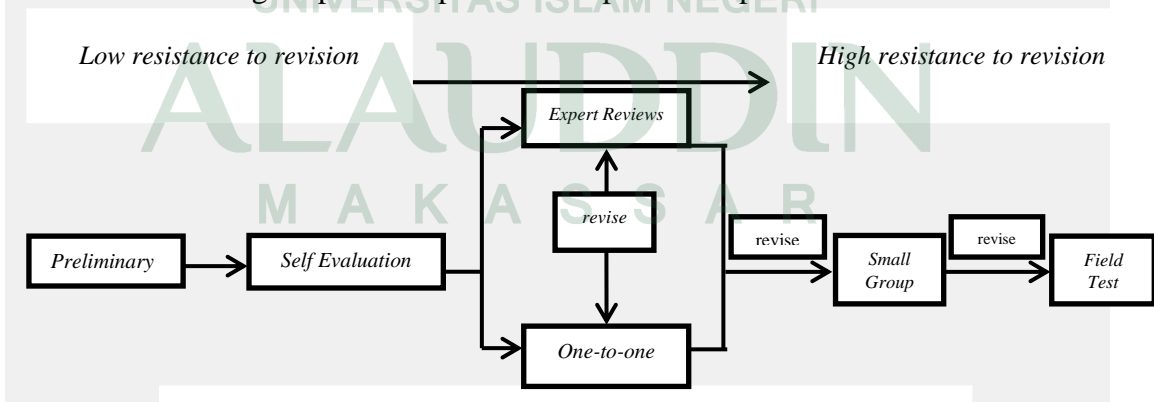 UNIVERSITAS ISLAM NEGERI
Low resistance to revision
High resistance to revision
ALAUDDIN
Expert Reviews
MAKASSAR
revise
revise
revise
Preliminary
Self Evaluation
Small
Group
Field
Test
One-to-one